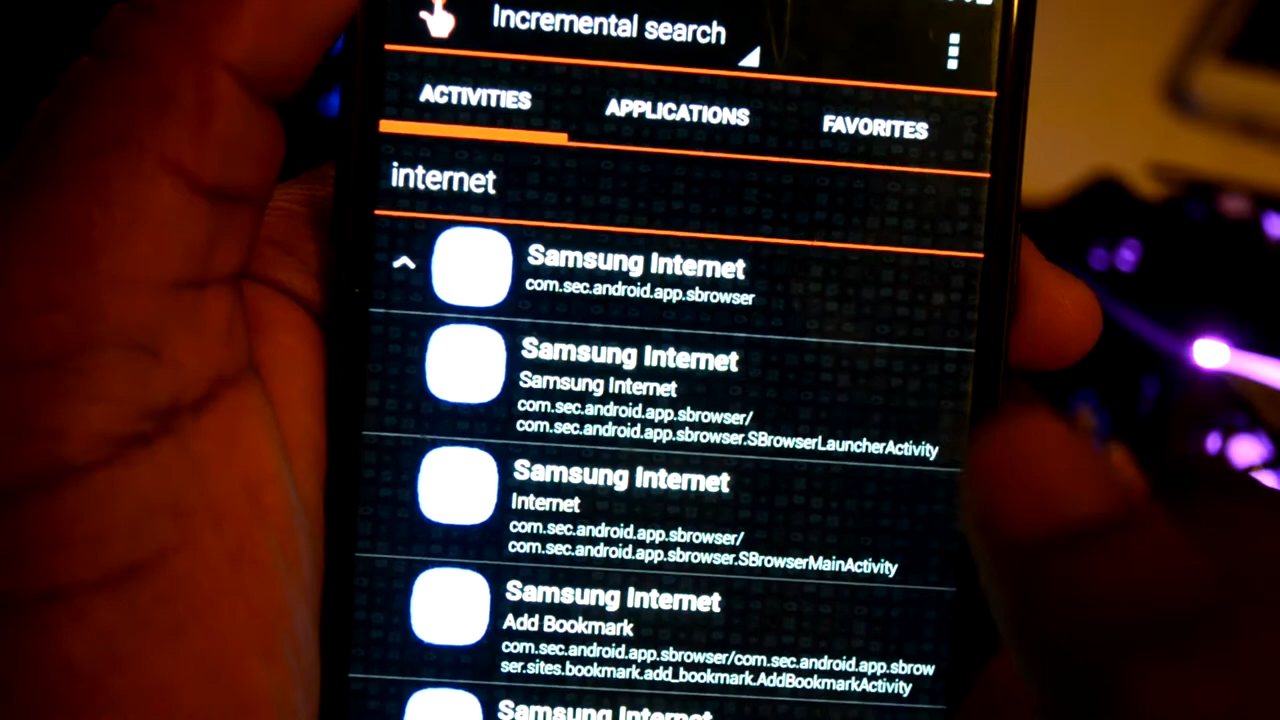 Incremental search
ACTIVITIES APPLICATIONS FAVORITES
internet
Samsung Internet
com.sec.android.app.sbrowser
Samsung Internet
Samsung Internet
com.sec.android.app.sbrowser/
com.sec.android.app.sbrowser.SBrowserLauncherActivity
Samsung Internet
Internet
com.sec.android.app.sbrowser/
com.sec.android.app.sbrowser.SBrowserMainActivity
Samsung Internet
Add Bookmark
com.sec.android.app.sbrowser/com.sec.android.app.sbrow
ser.sites.bookmark.add_bookmark.AddBookmarkActivity
Samsung Internet